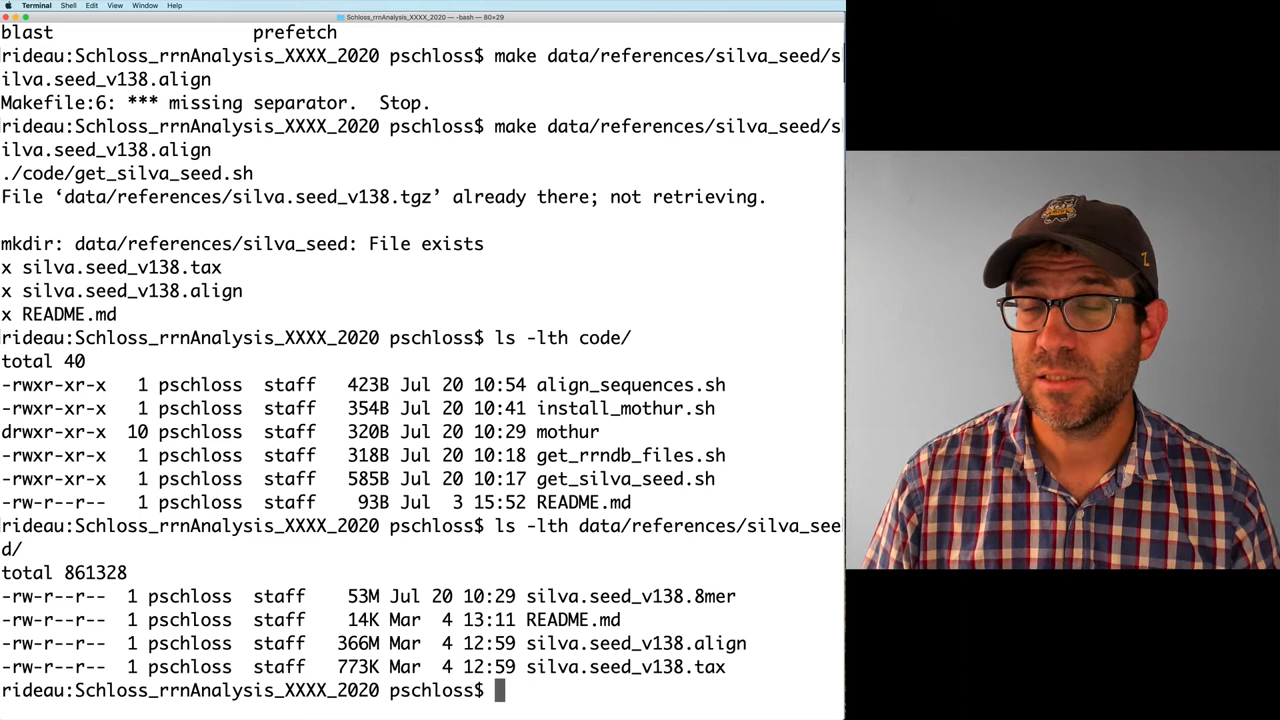 Terminal Shell Edit View Window Help
Schloss_rrnAnalysis_XXXX_2020 — -bash — 80×29
blast prefetch
rideau:Schloss_rrnAnalysis_XXXX_2020 pschloss$ make data/references/silva_seed/s
ilva.seed_v138.align
Makefile:6: *** missing separator. Stop.
rideau:Schloss_rrnAnalysis_XXXX_2020 pschloss$ make data/references/silva_seed/s
ilva.seed_v138.align
./code/get_silva_seed.sh
File ‘data/references/silva.seed_v138.tgz’ already there; not retrieving.
mkdir: data/references/silva_seed: File exists
x silva.seed_v138.tax
x silva.seed_v138.align
x README.md
rideau:Schloss_rrnAnalysis_XXXX_2020 pschloss$ ls -lth code/
total 40
-rwxr-xr-x 1 pschloss staff 423B Jul 20 10:54 align_sequences.sh
-rwxr-xr-x 1 pschloss staff 354B Jul 20 10:41 install_mothur.sh
drwxr-xr-x 10 pschloss staff 320B Jul 20 10:29 mothur
-rwxr-xr-x 1 pschloss staff 318B Jul 20 10:18 get_rrndb_files.sh
-rwxr-xr-x 1 pschloss staff 585B Jul 20 10:17 get_silva_seed.sh
-rw-r--r-- 1 pschloss staff 93B Jul 3 15:52 README.md
rideau:Schloss_rrnAnalysis_XXXX_2020 pschloss$ ls -lth data/references/silva_see
d/
total 861328
-rw-r--r-- 1 pschloss staff 53M Jul 20 10:29 silva.seed_v138.8mer
-rw-r--r-- 1 pschloss staff 14K Mar 4 13:11 README.md
-rw-r--r-- 1 pschloss staff 366M Mar 4 12:59 silva.seed_v138.align
-rw-r--r-- 1 pschloss staff 773K Mar 4 12:59 silva.seed_v138.tax
rideau:Schloss_rrnAnalysis_XXXX_2020 pschloss$